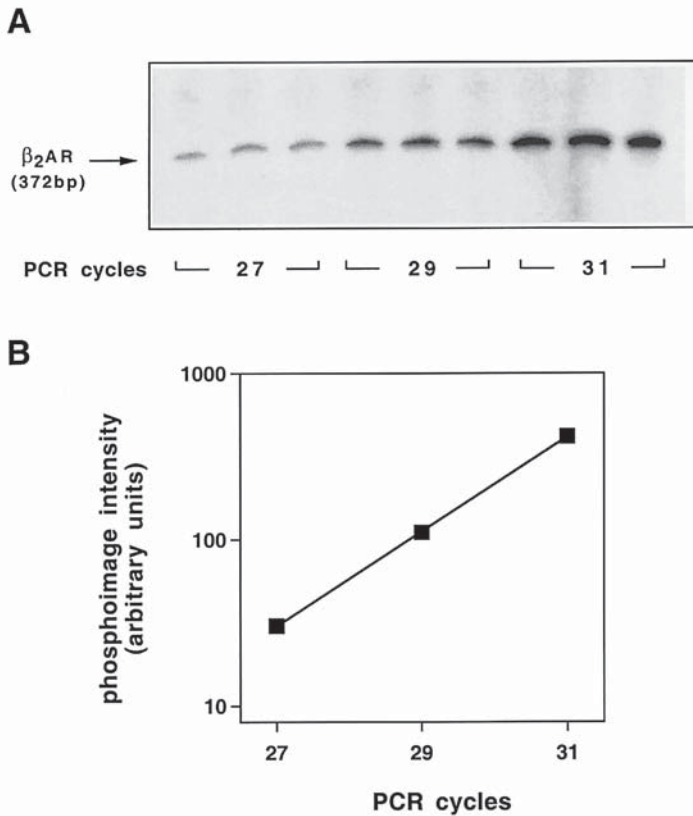 A
β₂AR
(372bp)
PCR cycles 27 29 31
B
1000
100
10
phosphoimage intensity
(arbitrary units)
27 29 31
PCR cycles